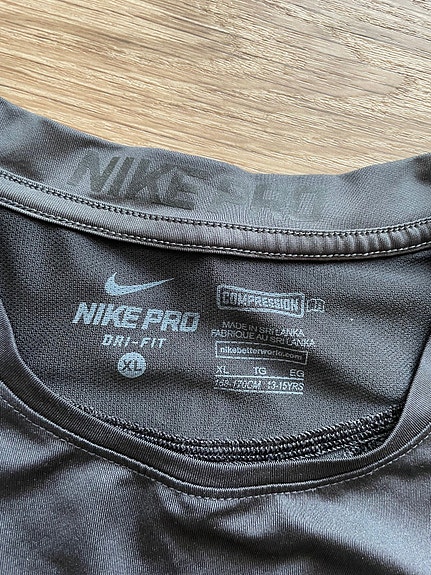 NIKE PRO
NIKE PRO
DRI-FIT
XL
COMPRESSION
MADE IN SRI LANKA
FABRIQUE AU SRI LANKA
nikebetterworld.com
XL TG EG
158-170CM 13-15YRS